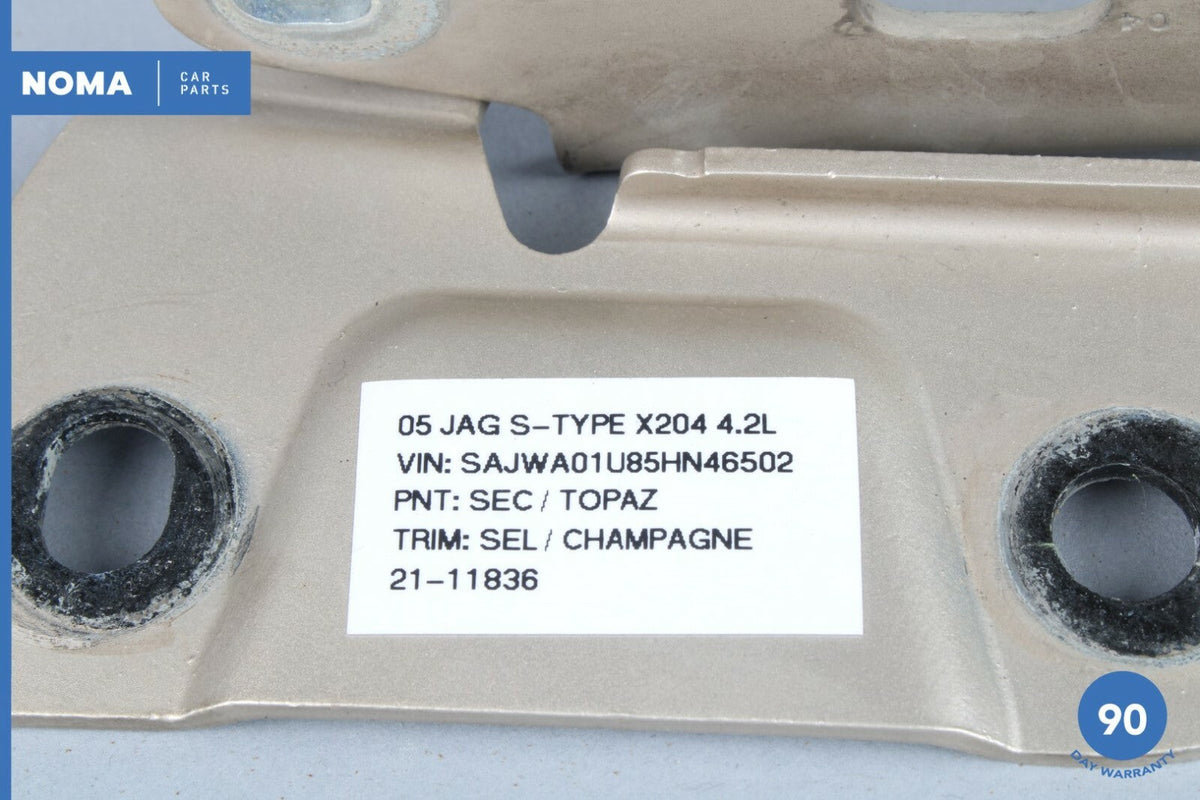 NOMA
CAR
PARTS
05 JAG S-TYPE X204 4.2L
VIN: SAJWA01U85HN46502
PNT: SEC / TOPAZ
TRIM: SEL / CHAMPAGNE
21-11836
90
DAY WARRANTY